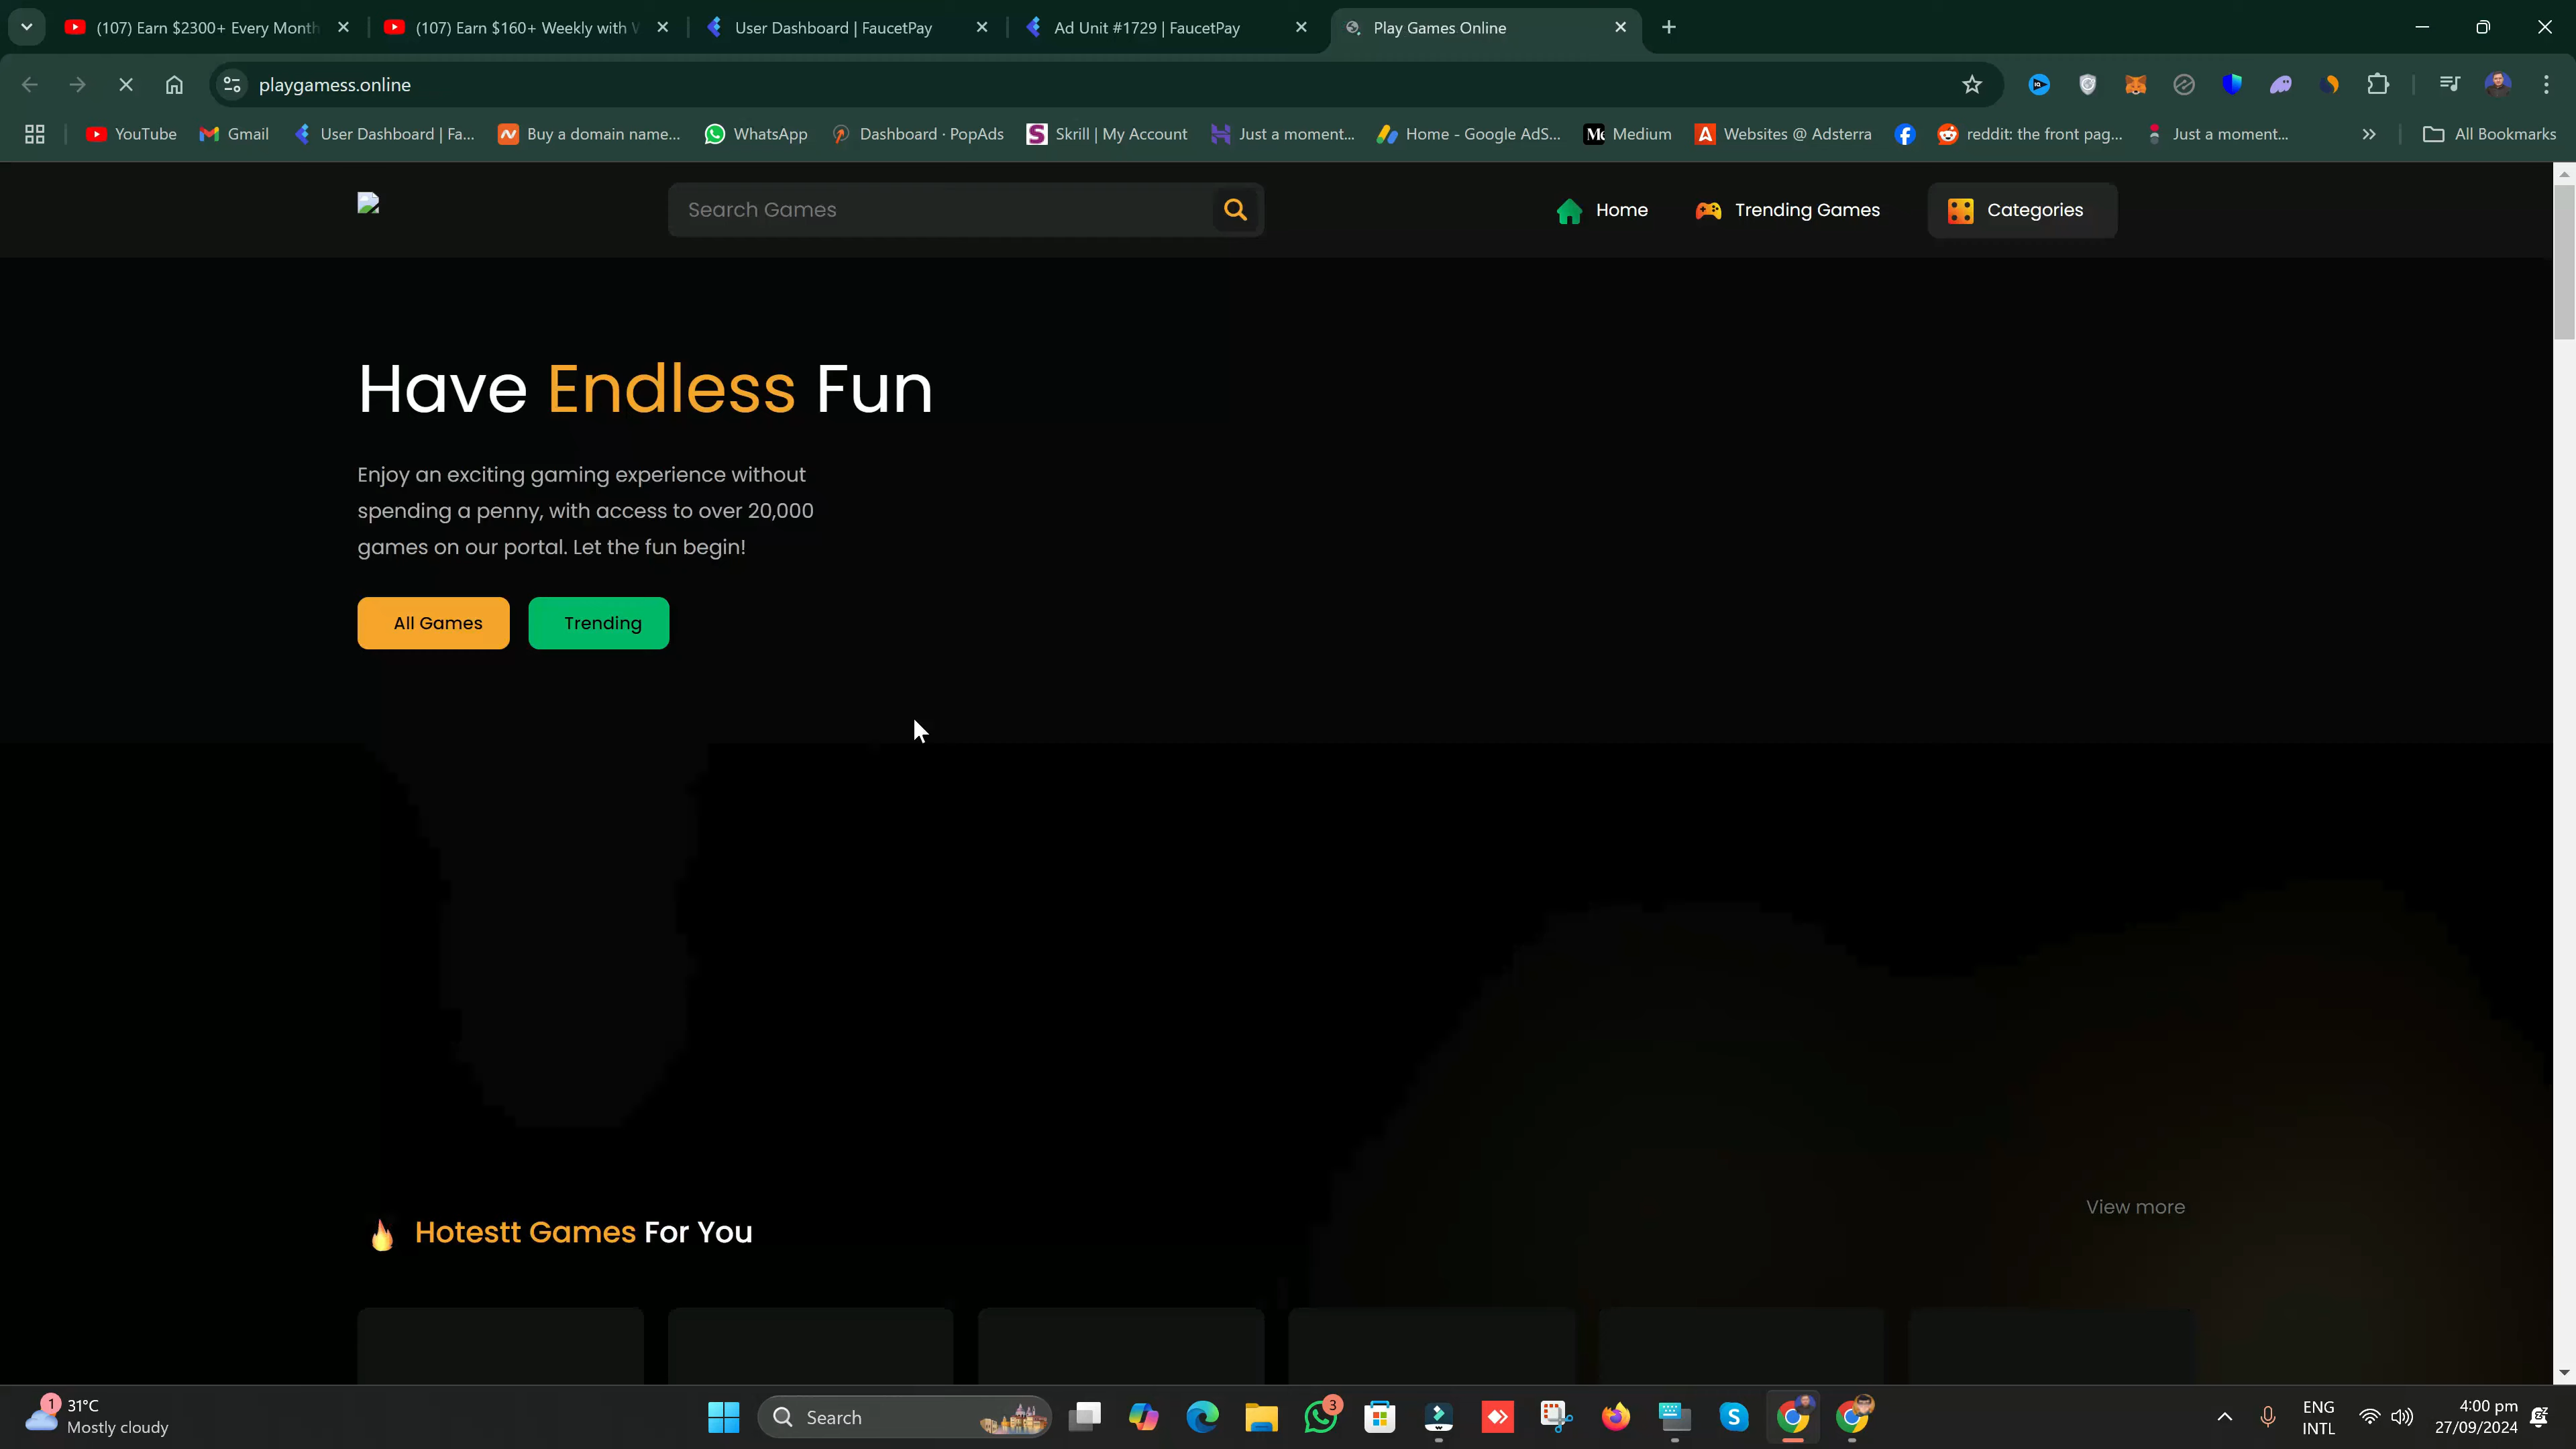 (107) Earn $2300+ Every Month
(107) Earn $160+ Weekly with
User Dashboard | FaucetPay
Ad Unit #1729 | FaucetPay
Play Games Online
playgamess.online
YouTube
Gmail
User Dashboard | Fa...
Buy a domain name...
WhatsApp
Dashboard · PopAds
Skrill | My Account
Just a moment...
Home - Google AdS...
Medium
Websites @ Adsterra
reddit: the front pag...
Just a moment...
All Bookmarks
Search Games
Home
Trending Games
Categories
Have Endless Fun
Enjoy an exciting gaming experience without
spending a penny, with access to over 20,000
games on our portal. Let the fun begin!
All Games
Trending
View more
Hotestt Games For You
1
31°C
Mostly cloudy
Search
3
ENG
INTL
4:00 pm
27/09/2024